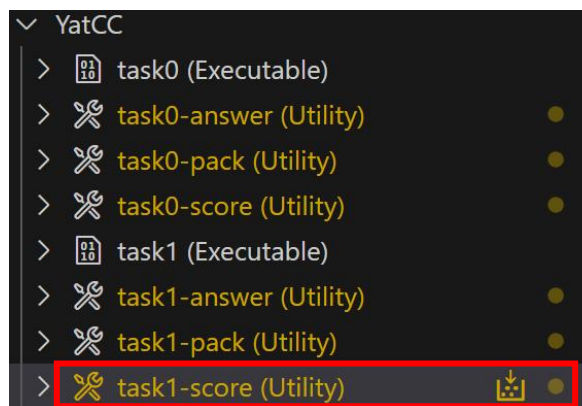 YatCC
task0 (Executable)
task0-answer (Utility)
task0-pack (Utility)
task0-score (Utility)
task1 (Executable)
task1-answer (Utility)
task1-pack (Utility)
task1-score (Utility)